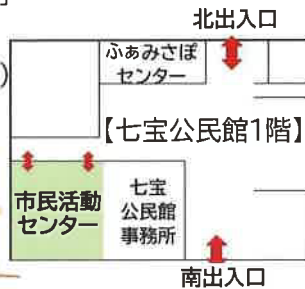 北出入口
ふぁみさぽ
センター
【七宝公民館1階】
市民活動
センター
七宝
公民館
事務所
南出入口